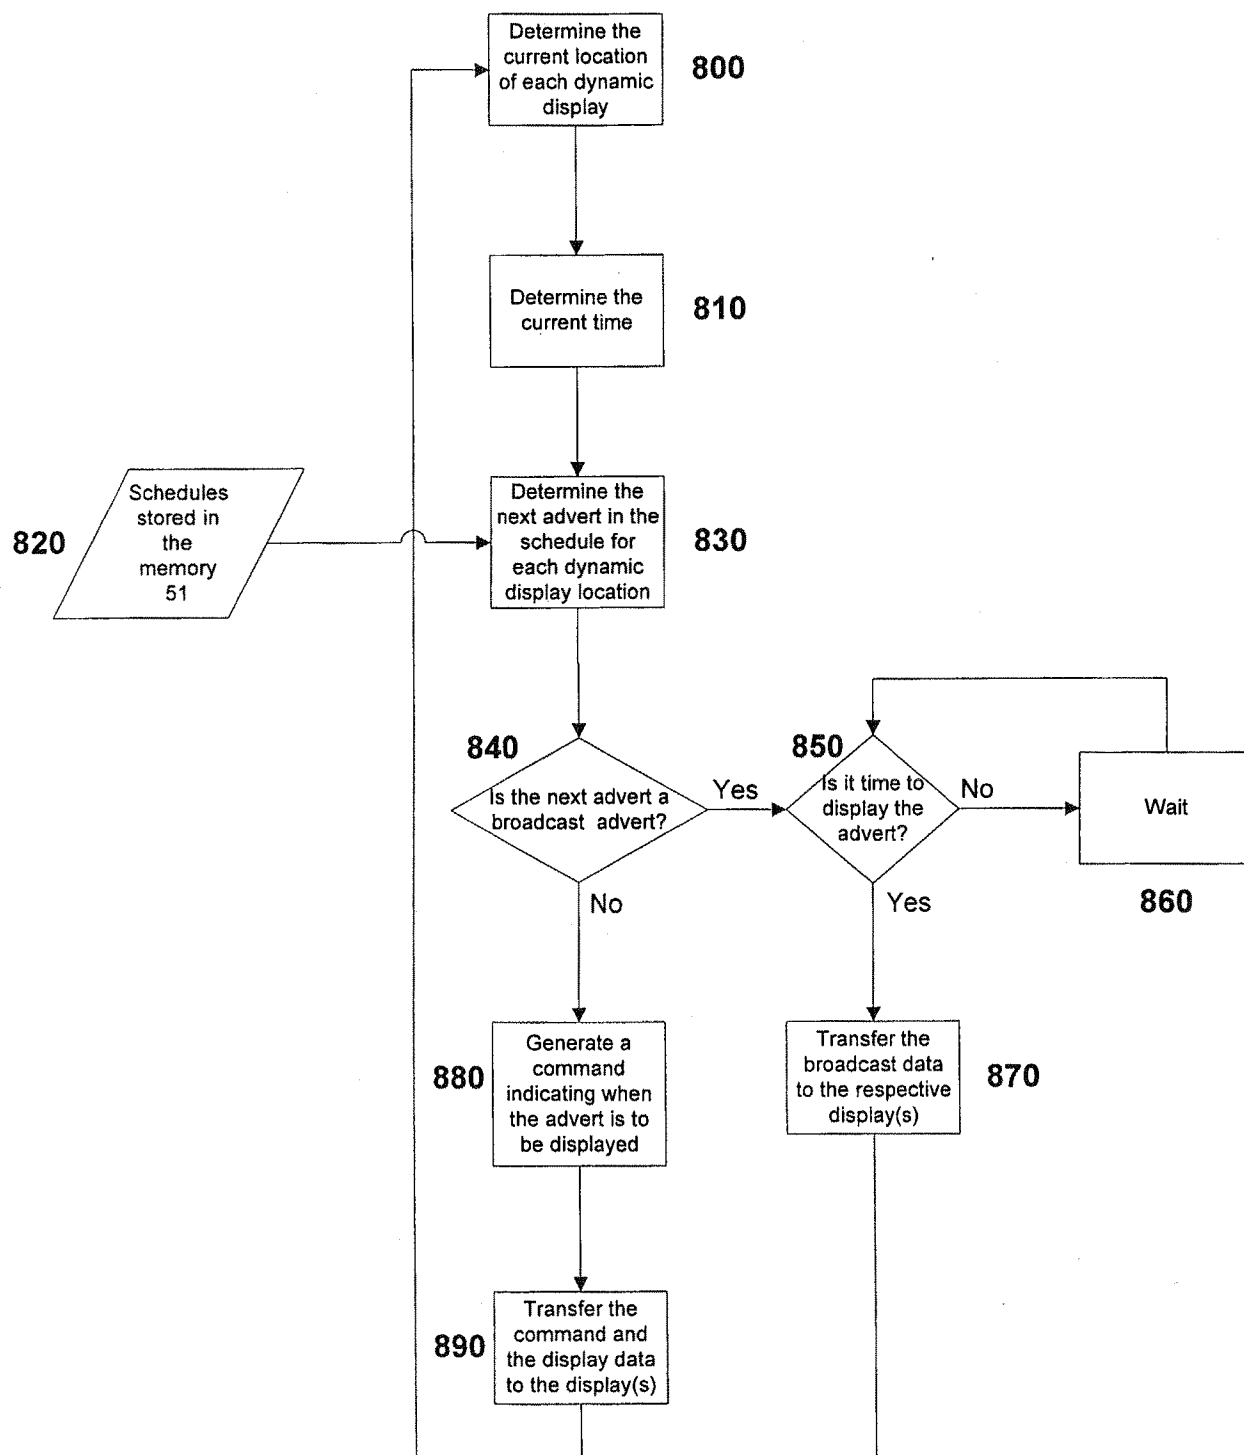 Determine the
current location
of each dynamic
display
800
Determine the
current time
810
Schedules
stored in
the
memory
51
820
Determine the
next advert in the
schedule for
each dynamic
display location
830
840
Is the next advert a
broadcast advert?
Yes
No
850
Is it time to
display the
advert?
No
Yes
Wait
860
Generate a
command
indicating when
the advert is to
be displayed
880
Transfer the
broadcast data
to the respective
display(s)
870
Transfer the
command and
the display data
to the display(s)
890